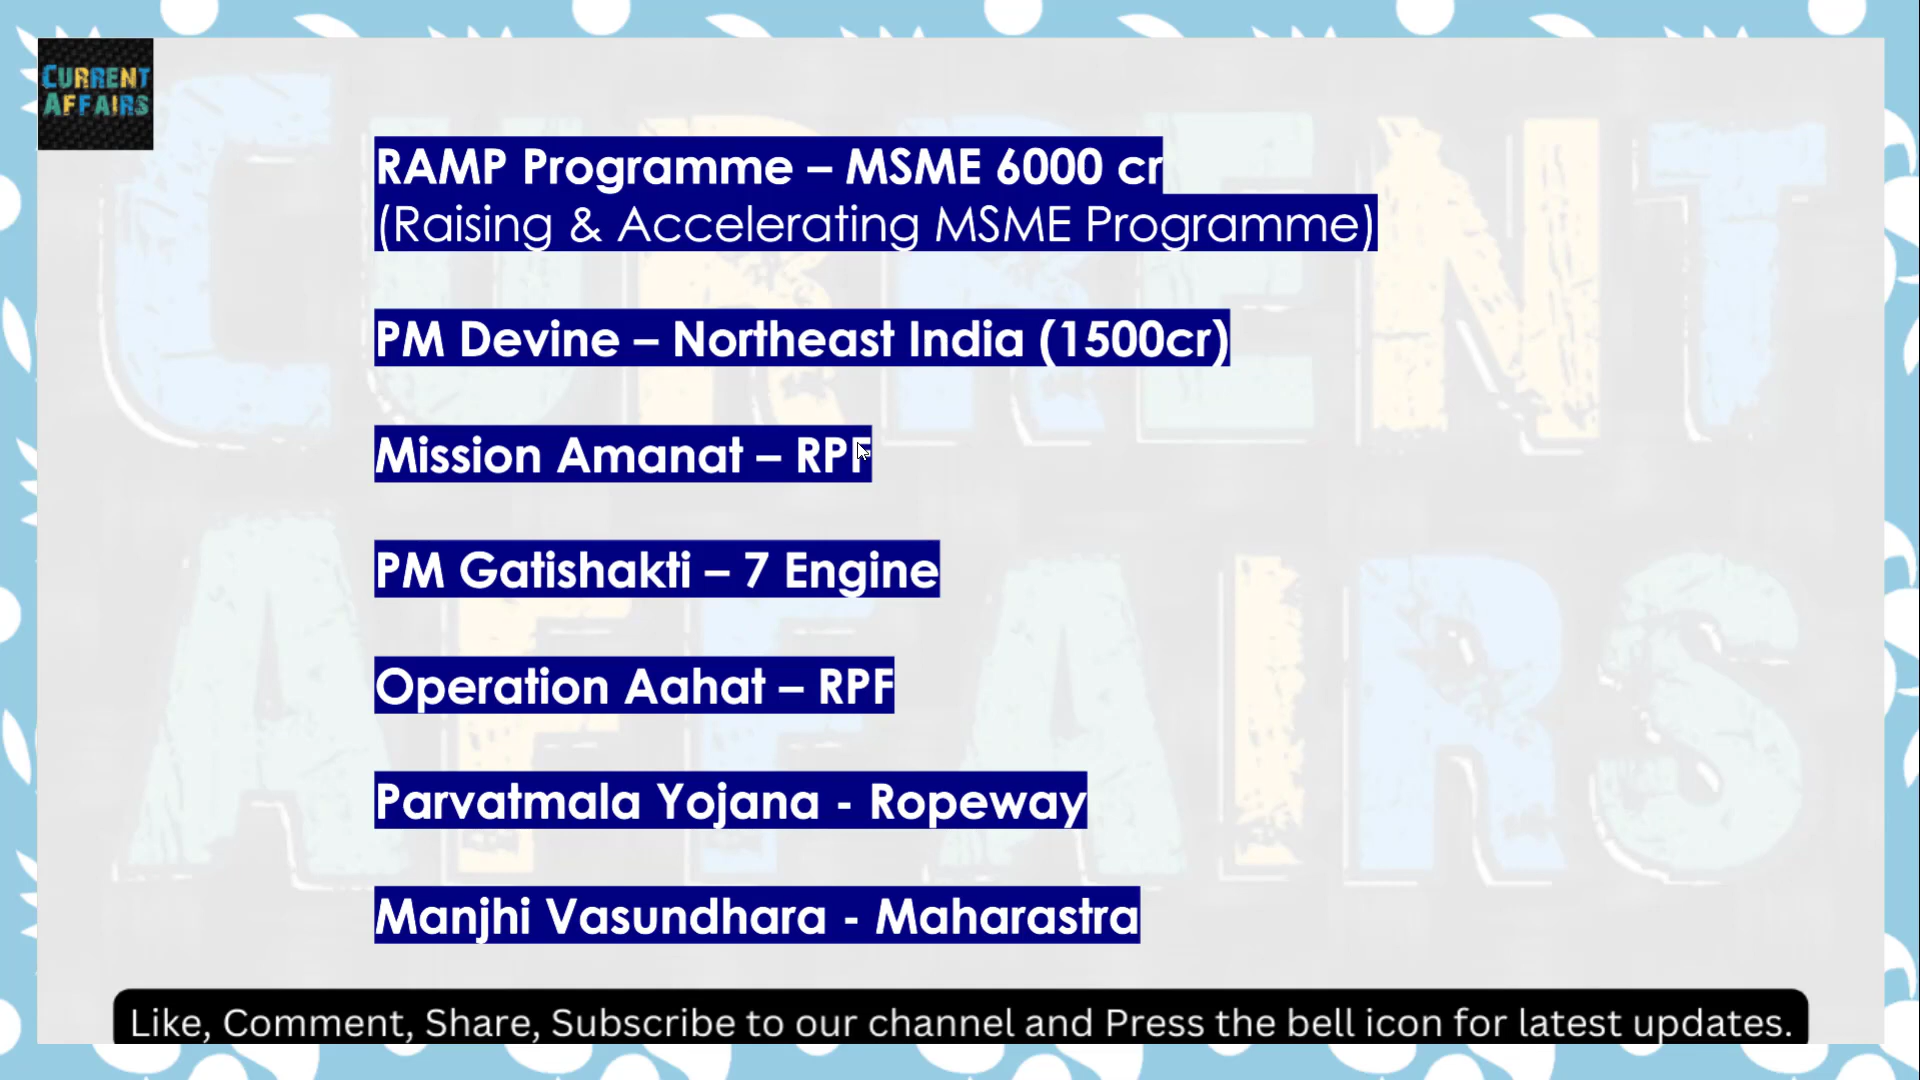 CURRENT
AFFAIRS
RAMP Programme – MSME 6000 cr
(Raising & Accelerating MSME Programme)
PM Devine – Northeast India (1500cr)
Mission Amanat – RPF
PM Gatishakti – 7 Engine
Operation Aahat – RPF
Parvatmala Yojana - Ropeway
Manjhi Vasundhara - Maharastra
CURRENT
AFFAIRS
Like, Comment, Share, Subscribe to our channel and Press the bell icon for latest updates.